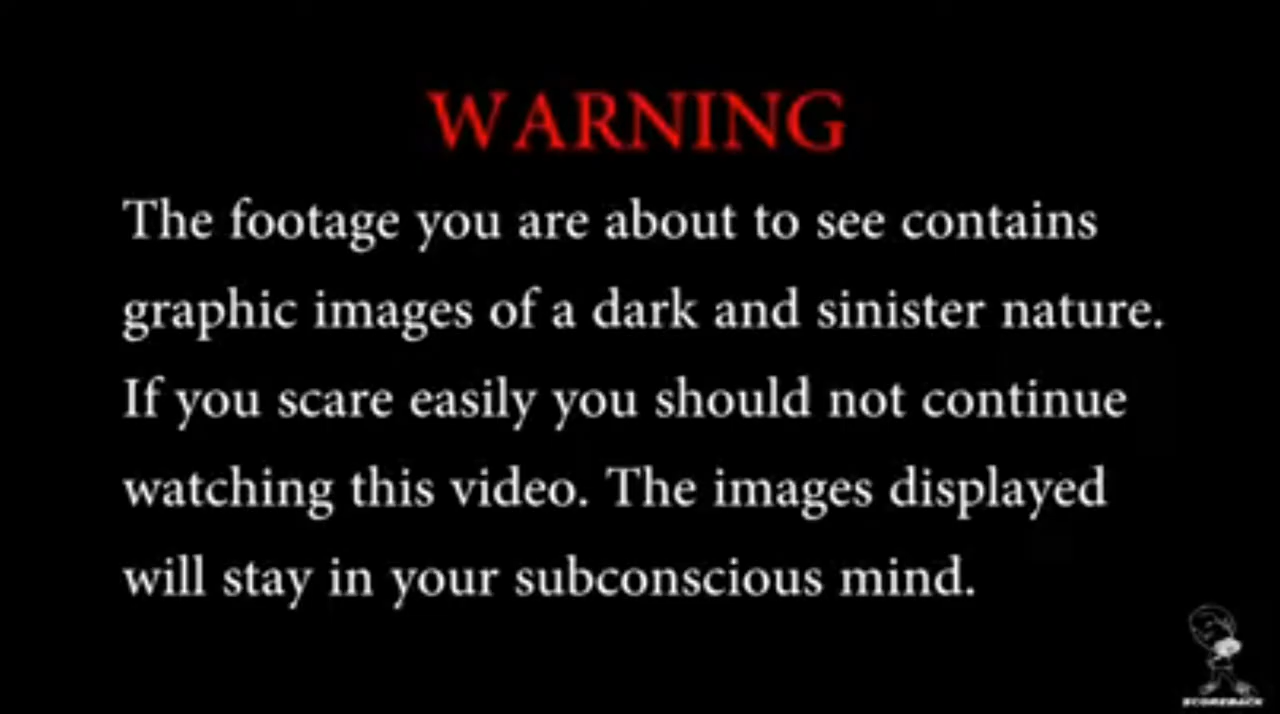 WARNING
The footage you are about to see contains
graphic images of a dark and sinister nature.
If you scare easily you should not continue
watching this video. The images displayed
will stay in your subconscious mind.